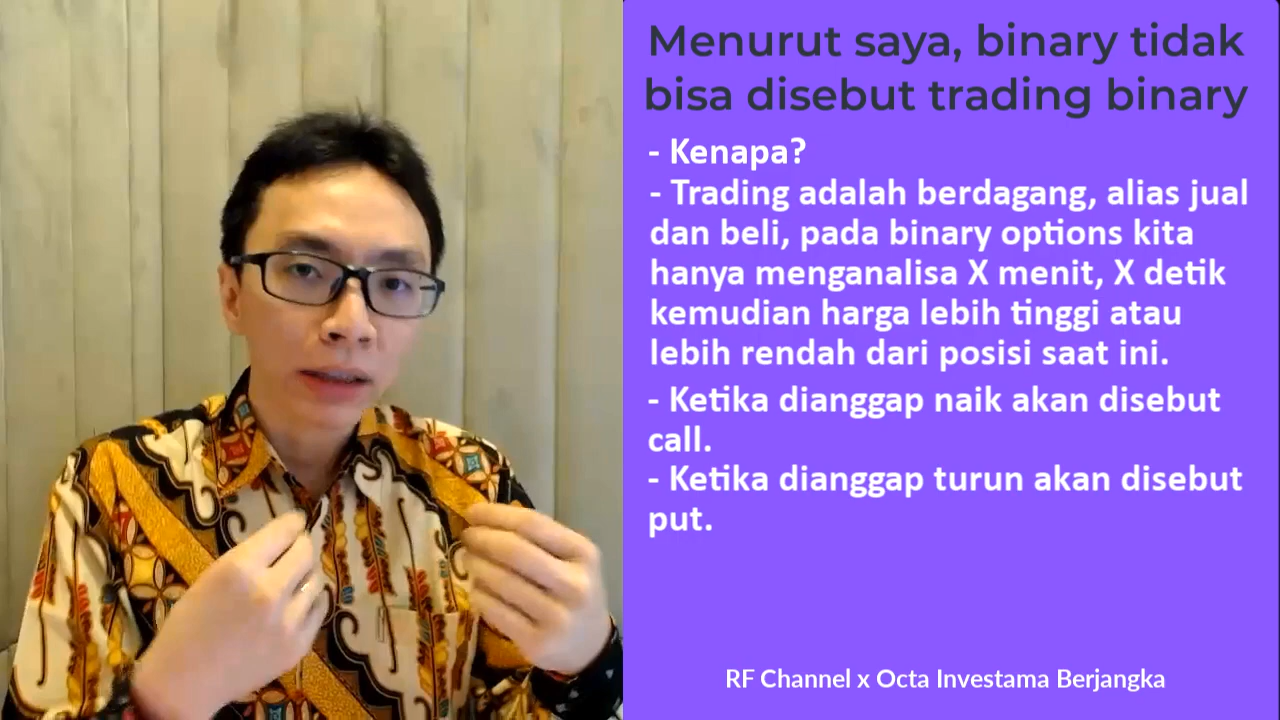 Menurut saya, binary tidak
bisa disebut trading binary
- Kenapa?
- Trading adalah berdagang, alias jual
dan beli, pada binary options kita
hanya menganalisa X menit, X detik
kemudian harga lebih tinggi atau
lebih rendah dari posisi saat ini.
- Ketika dianggap naik akan disebut
call.
- Ketika dianggap turun akan disebut
put.
RF Channel x Octa Investama Berjangka